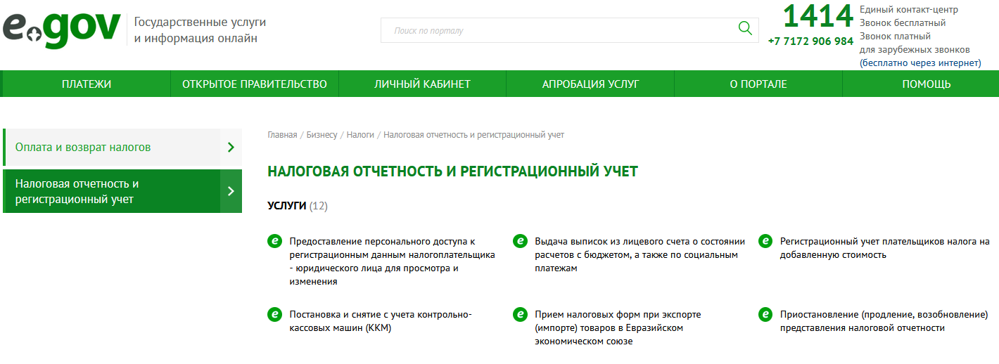 e.gov
Государственные услуги
и информация онлайн
Поиск по порталу
1414
+7 7172 906 984
Единый контакт-центр
Звонок бесплатный
Звонок платный
для зарубежных звонков
(бесплатно через интернет)
ПЛАТЕЖИ
ОТКРЫТОЕ ПРАВИТЕЛЬСТВО
ЛИЧНЫЙ КАБИНЕТ
АПРОБАЦИЯ УСЛУГ
О ПОРТАЛЕ
ПОМОЩЬ
Оплата и возврат налогов
Налоговая отчетность и
регистрационный учет
Главная / Бизнесу / Налоги / Налоговая отчетность и регистрационный учет
НАЛОГОВАЯ ОТЧЕТНОСТЬ И РЕГИСТРАЦИОННЫЙ УЧЕТ
УСЛУГИ (12)
e Предоставление персонального доступа к
регистрационным данным налогоплательщика
- юридического лица для просмотра и
изменения
e Выдача выписок из лицевого счета о состоянии
расчетов с бюджетом, а также по социальным
платежам
e Регистрационный учет плательщиков налога на
добавленную стоимость
e Постановка и снятие с учета контрольно-
кассовых машин (ККМ)
e Прием налоговых форм при экспорте
(импорте) товаров в Евразийском
экономическом союзе
e Приостановление (продление, возобновление)
представления налоговой отчетности